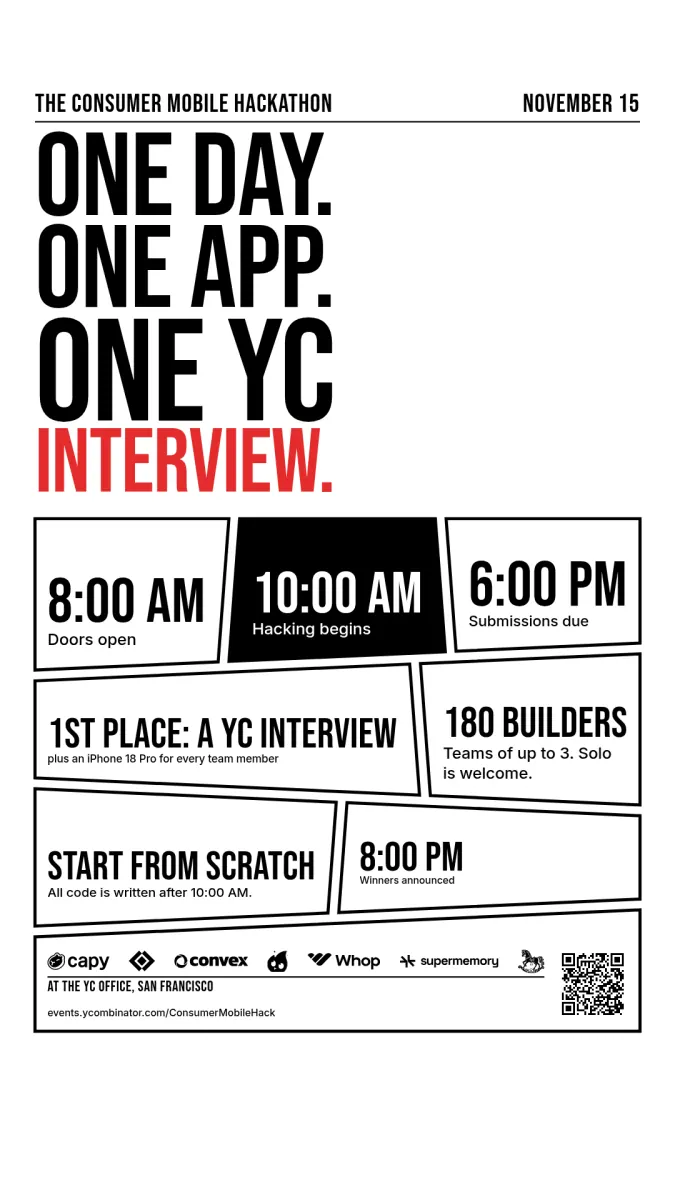 THE CONSUMER MOBILE HACKATHON
NOVEMBER 15
ONE DAY.
ONE APP.
ONE YC
INTERVIEW.
8:00 AM
Doors open
10:00 AM
Hacking begins
6:00 PM
Submissions due
1ST PLACE: A YC INTERVIEW
plus an iPhone 18 Pro for every team member
180 BUILDERS
Teams of up to 3. Solo
is welcome.
START FROM SCRATCH
All code is written after 10:00 AM.
8:00 PM
Winners announced
capy
convex
Whop
supermemory
AT THE YC OFFICE, SAN FRANCISCO
events.ycombinator.com/ConsumerMobileHack